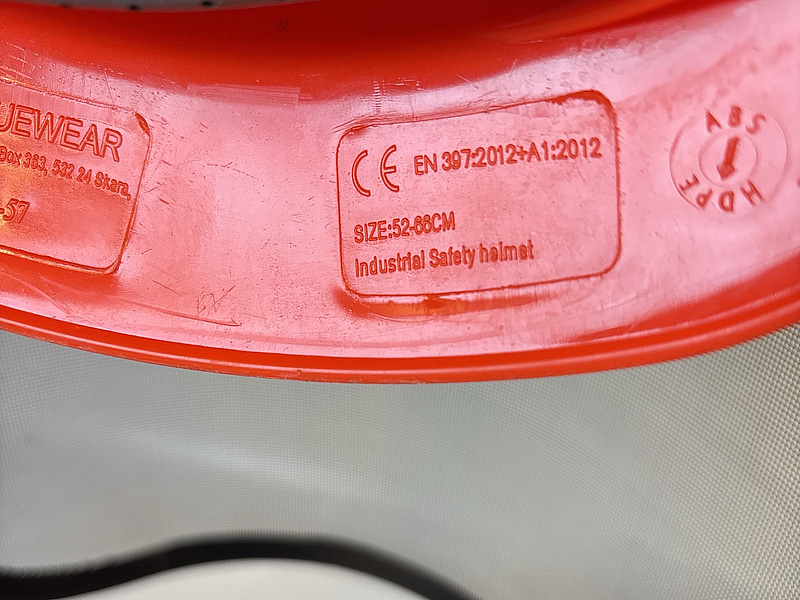 UEWEAR
Box 363, 532 24 Skara,
-57
CE EN 397:2012+A1:2012
SIZE:52-66CM
Industrial Safety helmet
ABS
HDPE